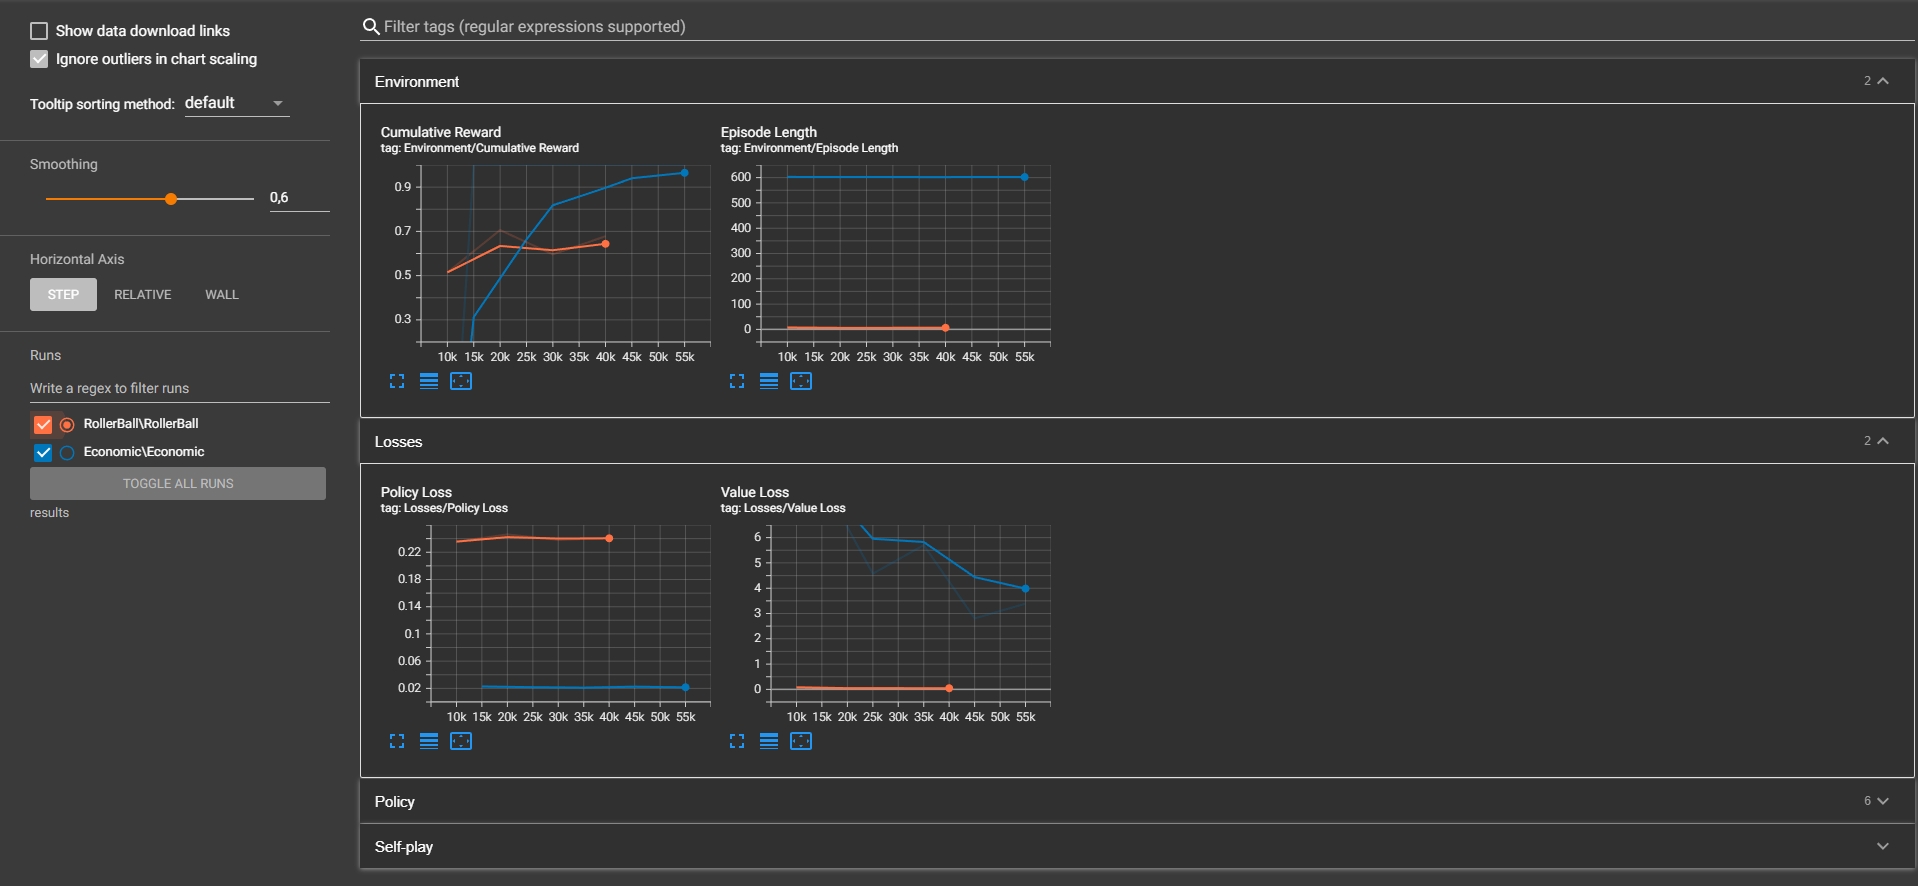 Show data download links
Ignore outliers in chart scaling
Tooltip sorting method: default
Smoothing
0,6
Horizontal Axis
STEP RELATIVE WALL
Runs
Write a regex to filter runs
RollerBall\RollerBall
Economic\Economic
TOGGLE ALL RUNS
results
Filter tags (regular expressions supported)
Environment 2
Cumulative Reward
tag: Environment/Cumulative Reward
0.9
0.7
0.5
0.3
10k 15k 20k 25k 30k 35k 40k 45k 50k 55k
Episode Length
tag: Environment/Episode Length
600
500
400
300
200
100
0
10k 15k 20k 25k 30k 35k 40k 45k 50k 55k
Losses 2
Policy Loss
tag: Losses/Policy Loss
0.22
0.18
0.14
0.1
0.06
0.02
10k 15k 20k 25k 30k 35k 40k 45k 50k 55k
Value Loss
tag: Losses/Value Loss
6
5
4
3
2
1
0
10k 15k 20k 25k 30k 35k 40k 45k 50k 55k
Policy 6
Self-play